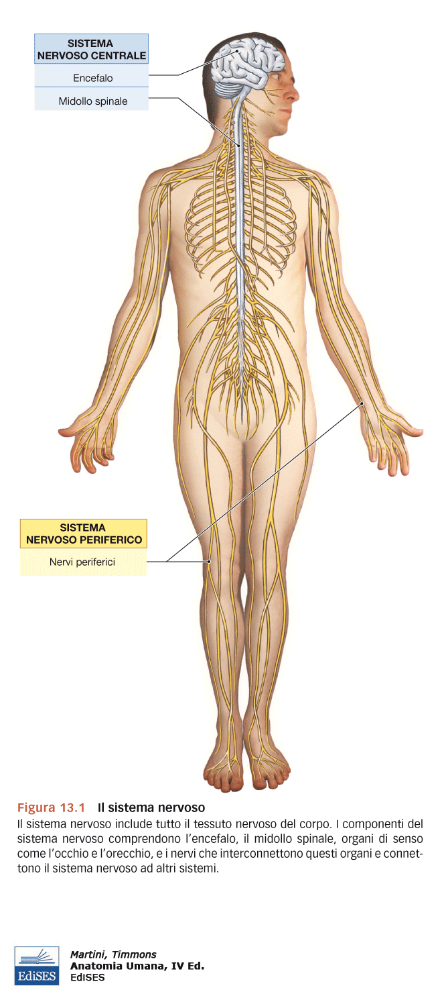 SISTEMA
NERVOSO CENTRALE
Encefalo
Midollo spinale
SISTEMA
NERVOSO PERIFERICO
Nervi periferici
Figura 13.1 Il sistema nervoso
Il sistema nervoso include tutto il tessuto nervoso del corpo. I componenti del
sistema nervoso comprendono l'encefalo, il midollo spinale, organi di senso
come l'occhio e l'orecchio, e i nervi che interconnettono questi organi e connet-
tono il sistema nervoso ad altri sistemi.
EdiSES
Martini, Timmons
Anatomia Umana, IV Ed.
EdiSES